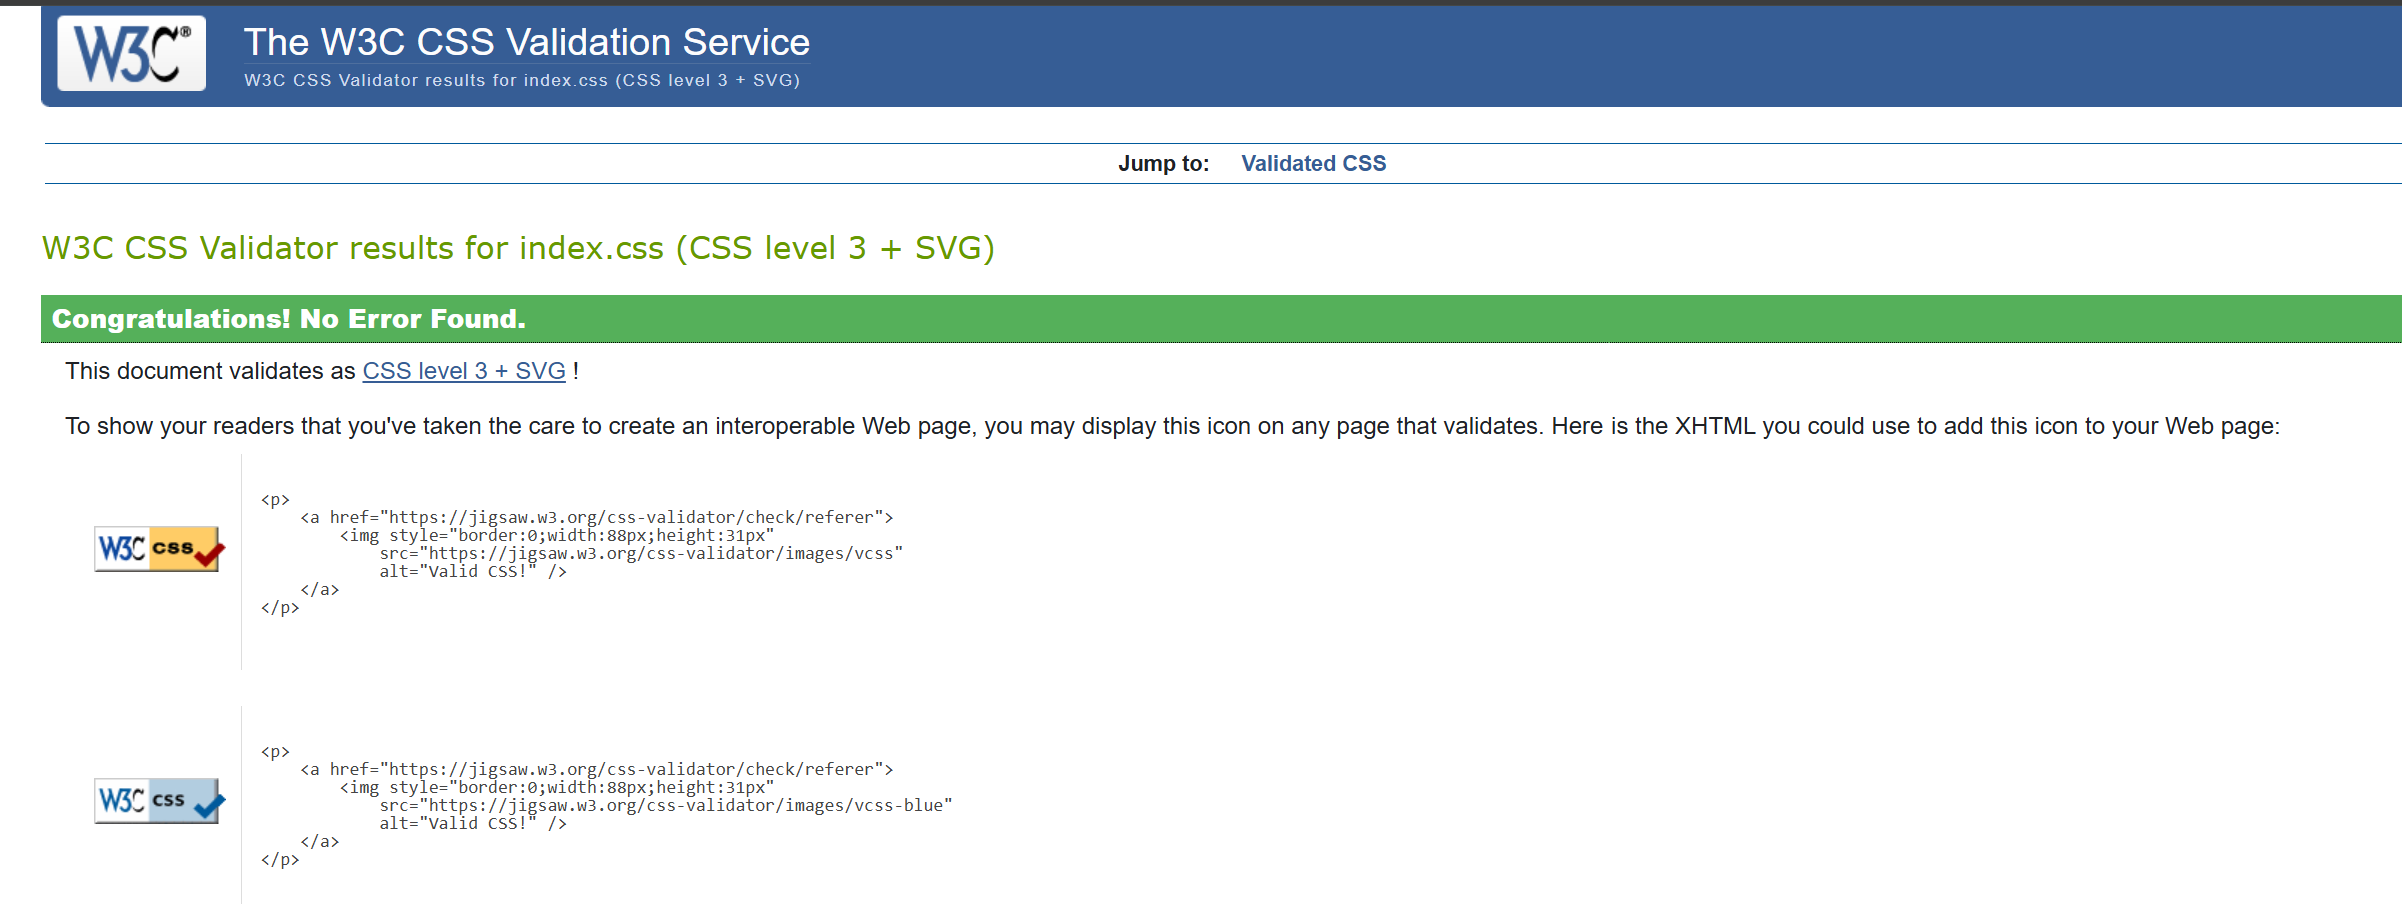 W3C®
The W3C CSS Validation Service
W3C CSS Validator results for index.css (CSS level 3 + SVG)
Jump to: Validated CSS
W3C CSS Validator results for index.css (CSS level 3 + SVG)
Congratulations! No Error Found.
This document validates as CSS level 3 + SVG !
To show your readers that you've taken the care to create an interoperable Web page, you may display this icon on any page that validates. Here is the XHTML you could use to add this icon to your Web page:
W3C css
<p>
    <a href="https://jigsaw.w3.org/css-validator/check/referer">
        <img style="border:0;width:88px;height:31px"
            src="https://jigsaw.w3.org/css-validator/images/vcss"
            alt="Valid CSS!" />
    </a>
</p>
W3C css
<p>
    <a href="https://jigsaw.w3.org/css-validator/check/referer">
        <img style="border:0;width:88px;height:31px"
            src="https://jigsaw.w3.org/css-validator/images/vcss-blue"
            alt="Valid CSS!" />
    </a>
</p>